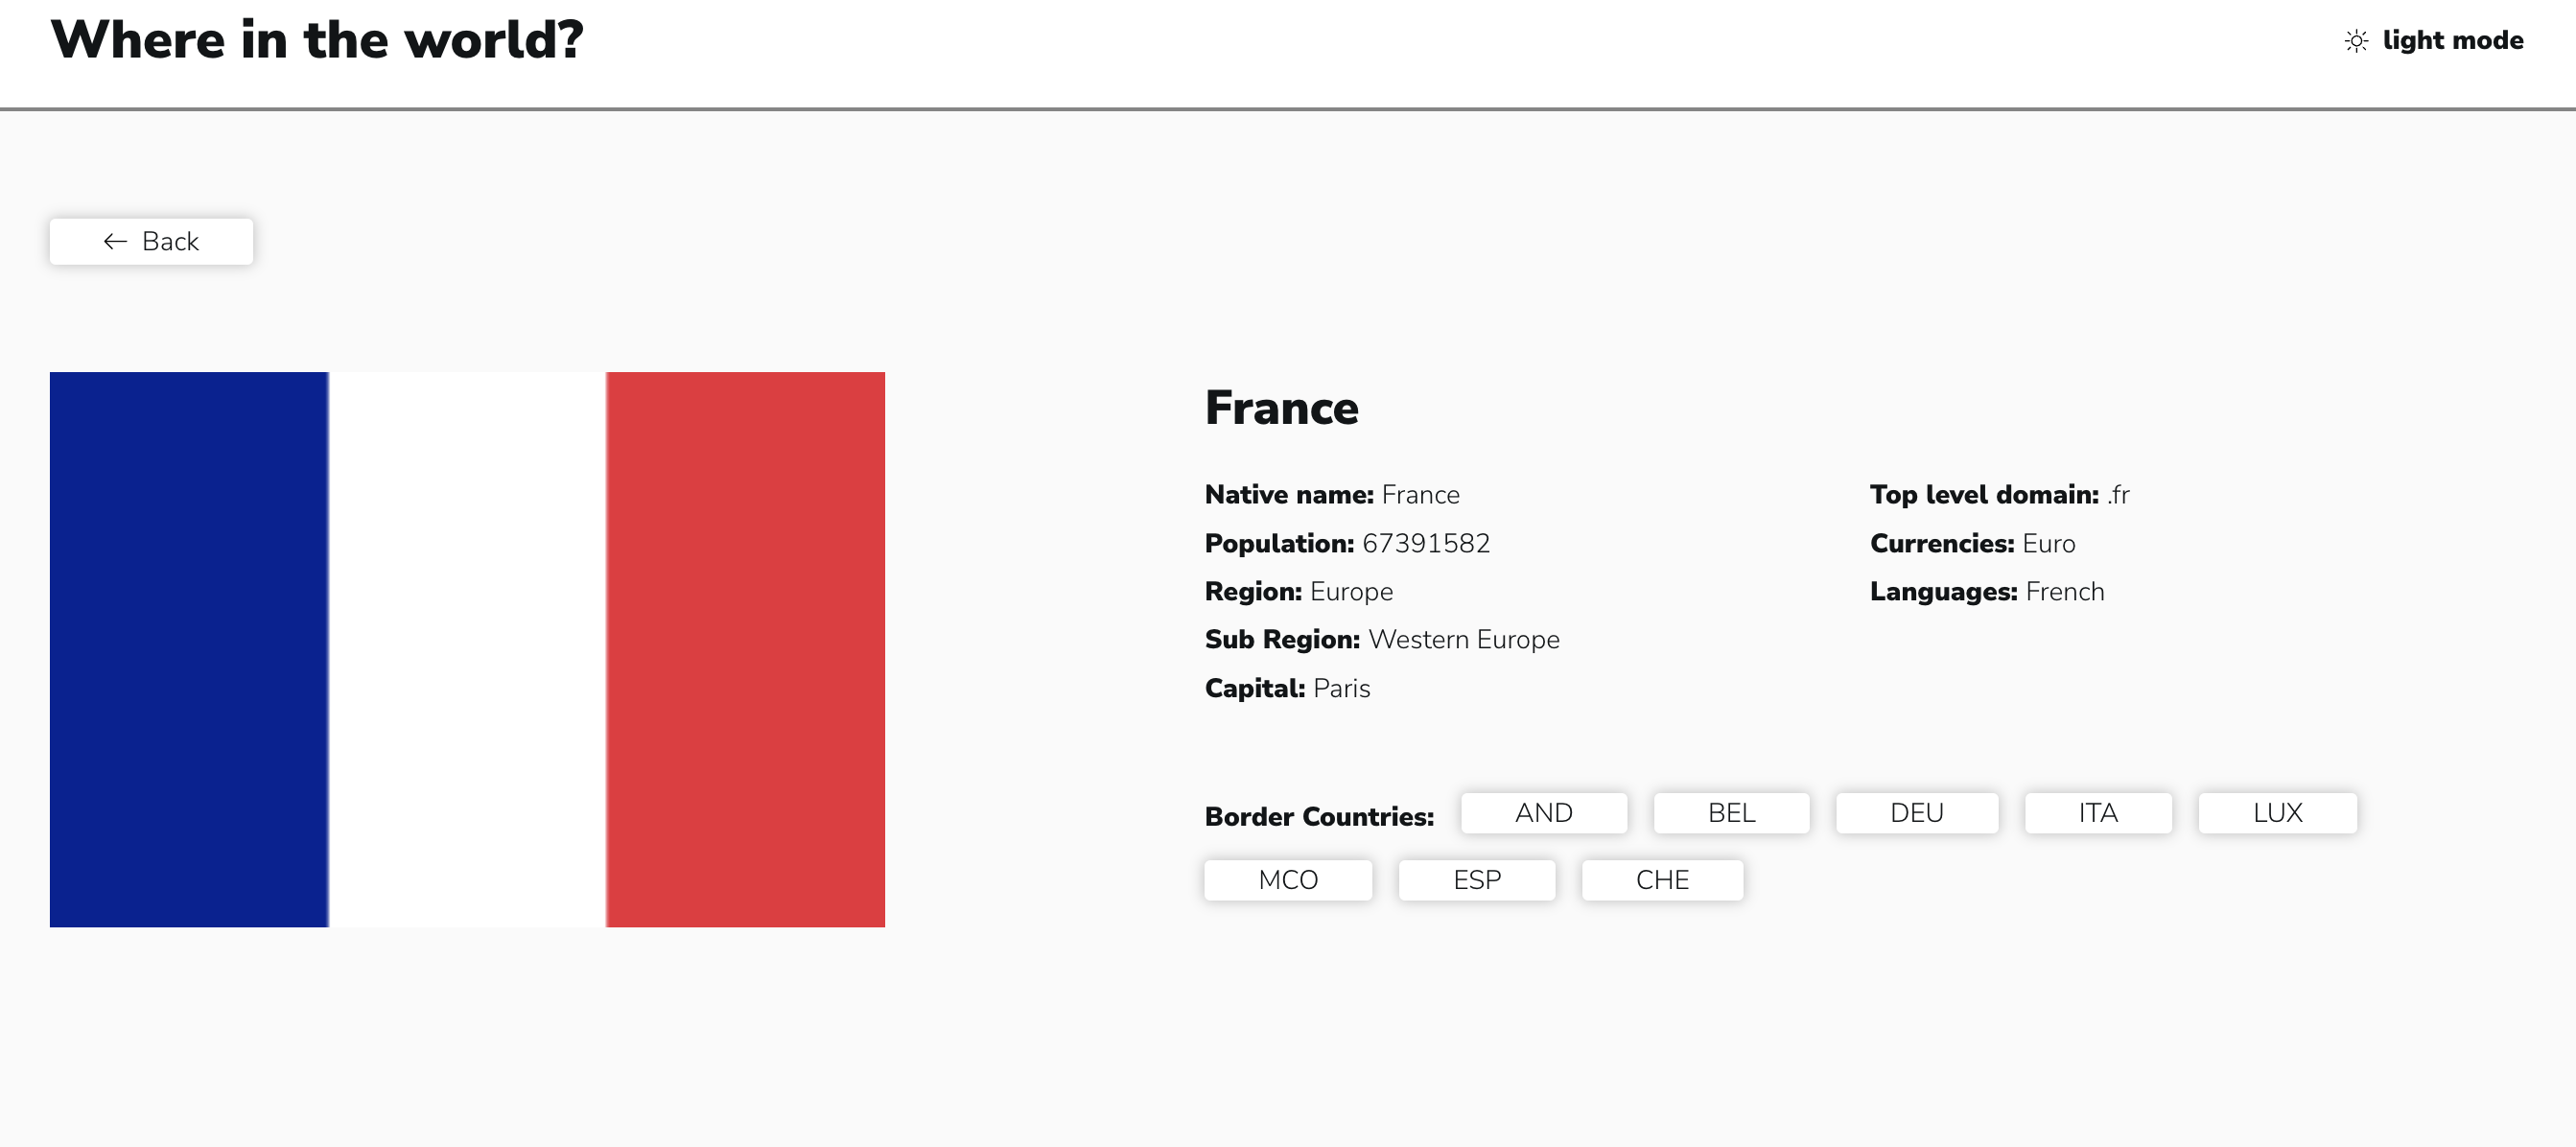 Where in the world?
light mode
Back
France
Native name: France
Population: 67391582
Region: Europe
Sub Region: Western Europe
Capital: Paris
Top level domain: .fr
Currencies: Euro
Languages: French
Border Countries: AND BEL DEU ITA LUX
MCO ESP CHE